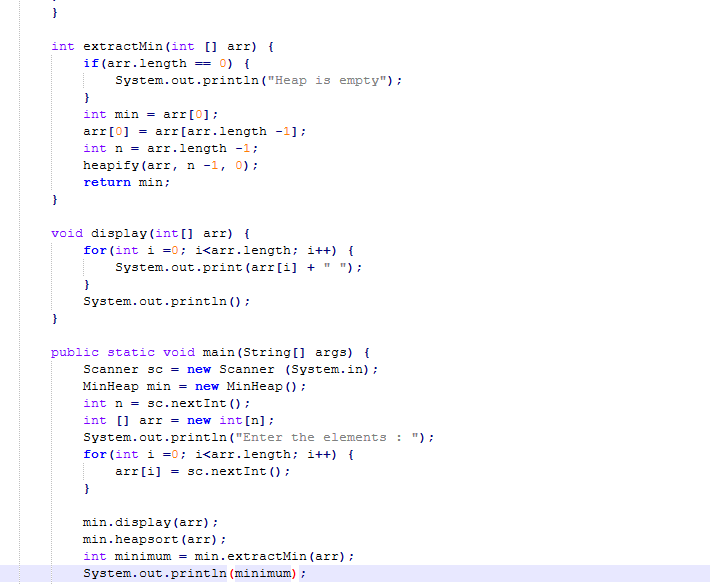 }
int extractMin(int [] arr) {
if(arr.length == 0) {
System.out.println("Heap is empty");
}
int min = arr[0];
arr[0] = arr[arr.length -1];
int n = arr.length -1;
heapify(arr, n -1, 0);
return min;
}
void display(int[] arr) {
for(int i =0; i<arr.length; i++) {
System.out.print(arr[i] + " ");
}
System.out.println();
}
public static void main(String[] args) {
Scanner sc = new Scanner (System.in);
MinHeap min = new MinHeap();
int n = sc.nextInt();
int [] arr = new int[n];
System.out.println("Enter the elements : ");
for(int i =0; i<arr.length; i++) {
arr[i] = sc.nextInt();
}
min.display(arr);
min.heapsort(arr);
int minimum = min.extractMin(arr);
System.out.println(minimum);